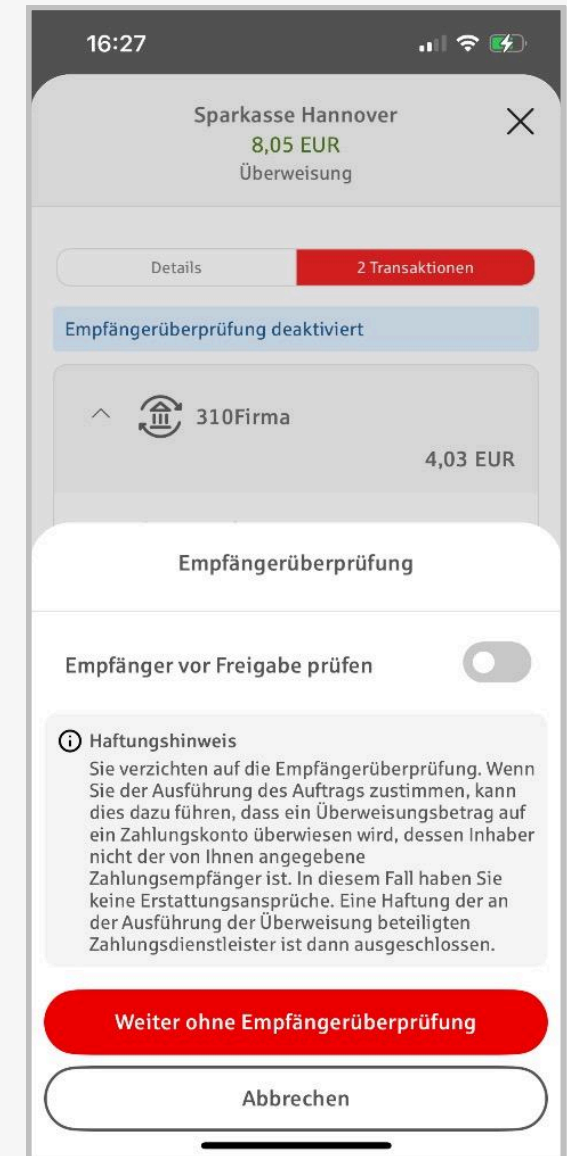 16:27
Sparkasse Hannover
8,05 EUR
Überweisung
Details
2 Transaktionen
Empfängerüberprüfung deaktiviert
310Firma
4,03 EUR
Empfängerüberprüfung
Empfänger vor Freigabe prüfen
Haftungshinweis
Sie verzichten auf die Empfängerüberprüfung. Wenn
Sie der Ausführung des Auftrags zustimmen, kann
dies dazu führen, dass ein Überweisungsbetrag auf
ein Zahlungskonto überwiesen wird, dessen Inhaber
nicht der von Ihnen angegebene
Zahlungsempfänger ist. In diesem Fall haben Sie
keine Erstattungsansprüche. Eine Haftung der an
der Ausführung der Überweisung beteiligten
Zahlungsdienstleister ist dann ausgeschlossen.
Weiter ohne Empfängerüberprüfung
Abbrechen